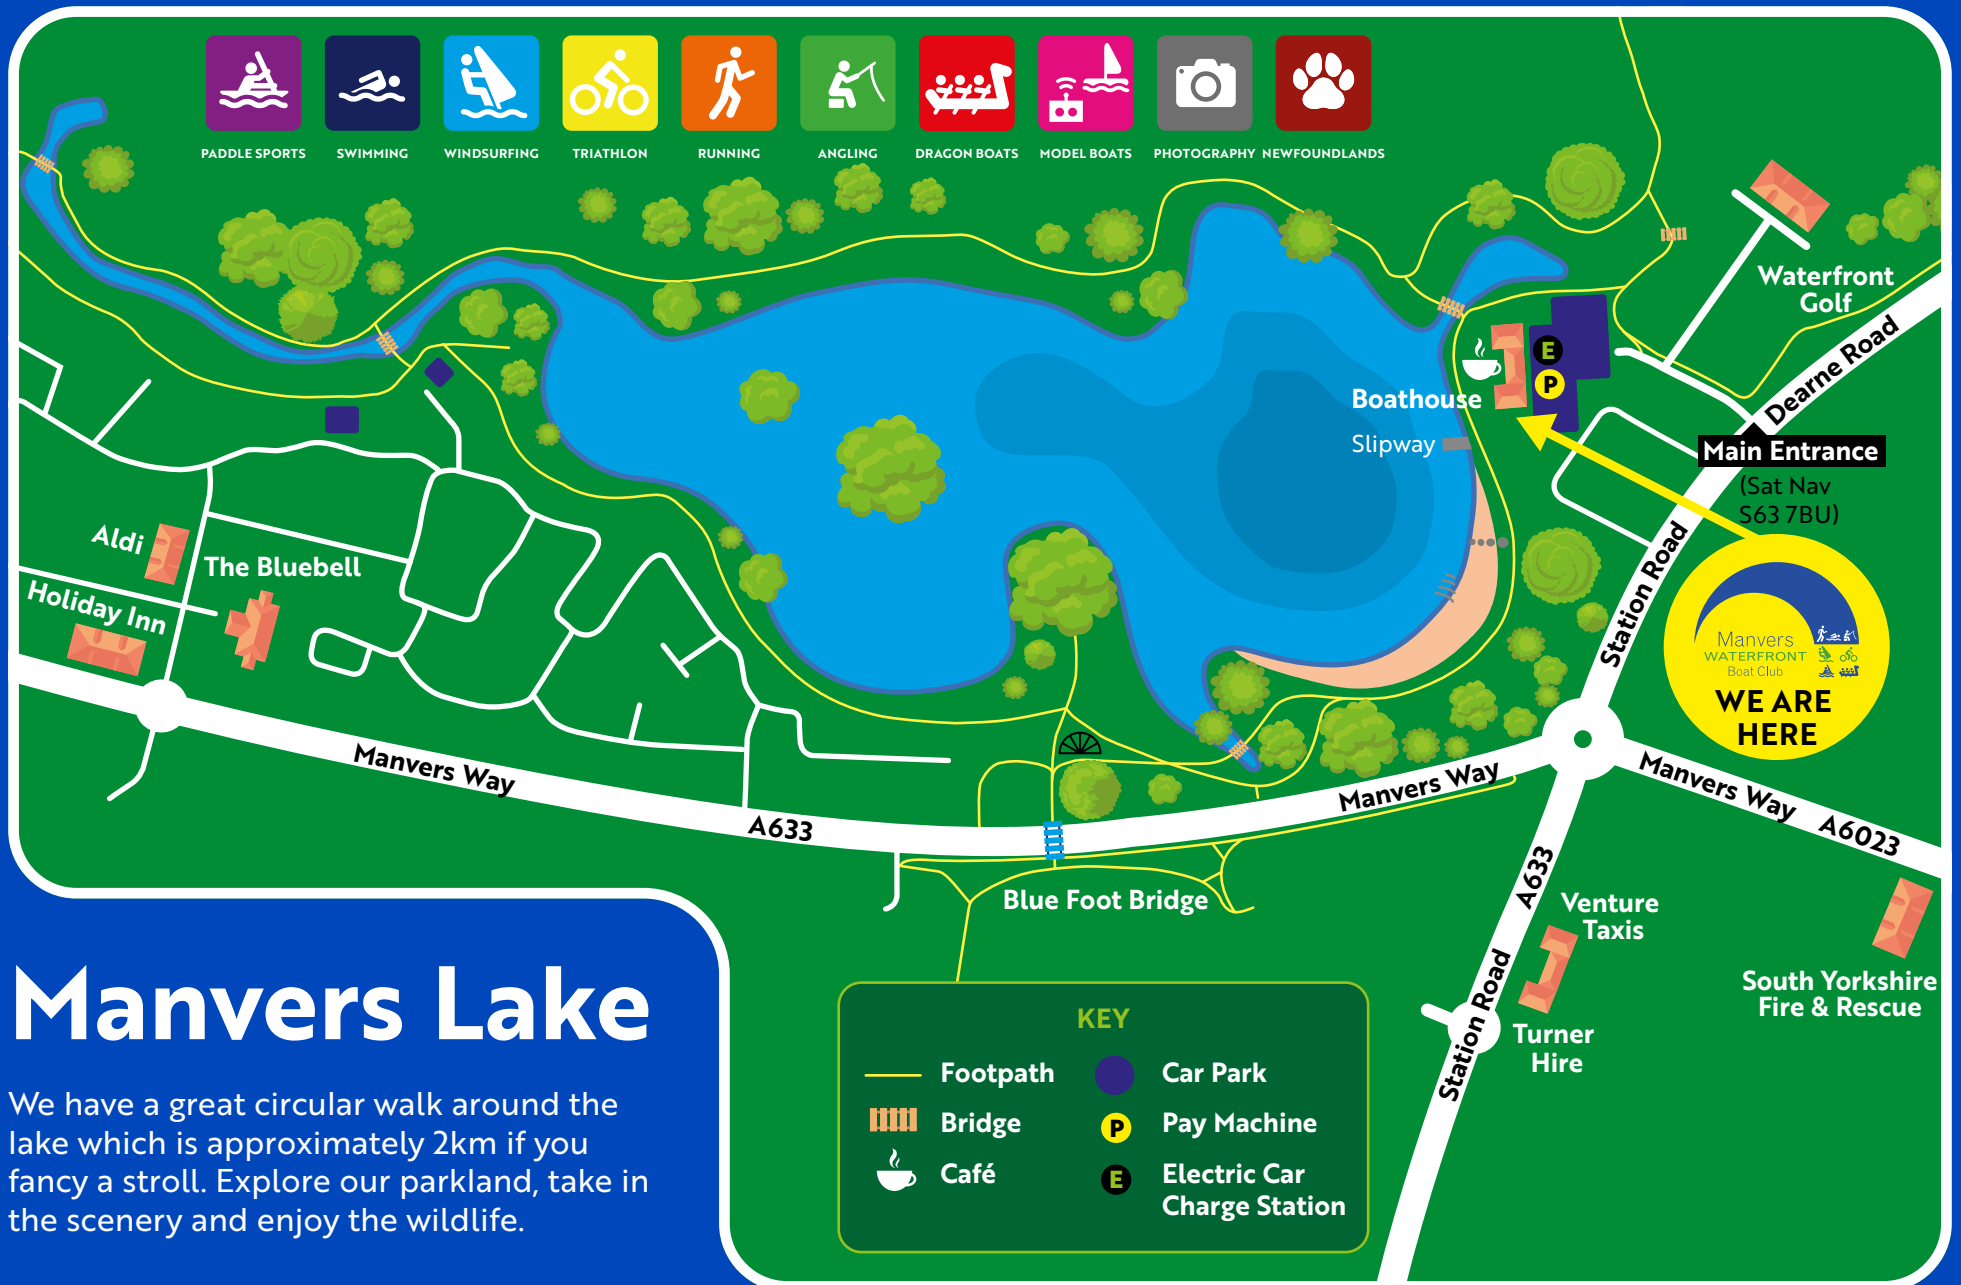 PADDLE SPORTS
SWIMMING
WINDSURFING
TRIATHLON
RUNNING
ANGLING
DRAGON BOATS
MODEL BOATS
PHOTOGRAPHY
NEWFOUNDLANDS
Waterfront
Golf
Dearne Road
E
P
Boathouse
Slipway
Main Entrance
(Sat Nav
S63 7BU)
Station Road
Aldi
The Bluebell
Holiday Inn
Manvers
WATERFRONT
Boat Club
WE ARE
HERE
Manvers Way
A633
Manvers Way
Manvers Way
A6023
A633
Blue Foot Bridge
Venture
Taxis
Station Road
Turner
Hire
South Yorkshire
Fire & Rescue
Manvers Lake
We have a great circular walk around the
lake which is approximately 2km if you
fancy a stroll. Explore our parkland, take in
the scenery and enjoy the wildlife.
KEY
Footpath
Car Park
Bridge
P
Pay Machine
Café
E
Electric Car
Charge Station